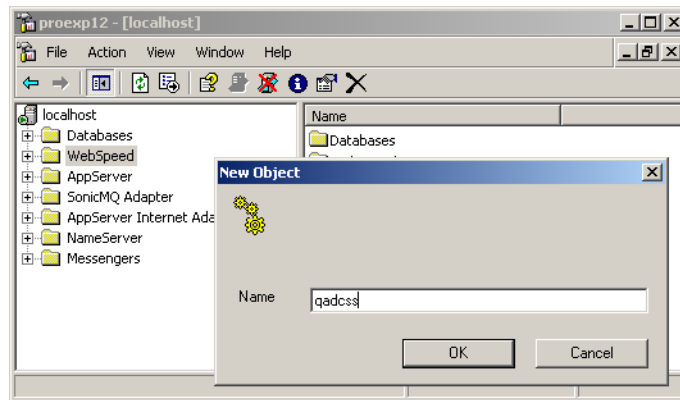 proexp12 - [localhost]
File Action View Window Help
localhost
Databases
WebSpeed
AppServer
SonicMQ Adapter
AppServer Internet Ada
NameServer
Messengers
Name
Databases
New Object
Name
qadcss
OK
Cancel